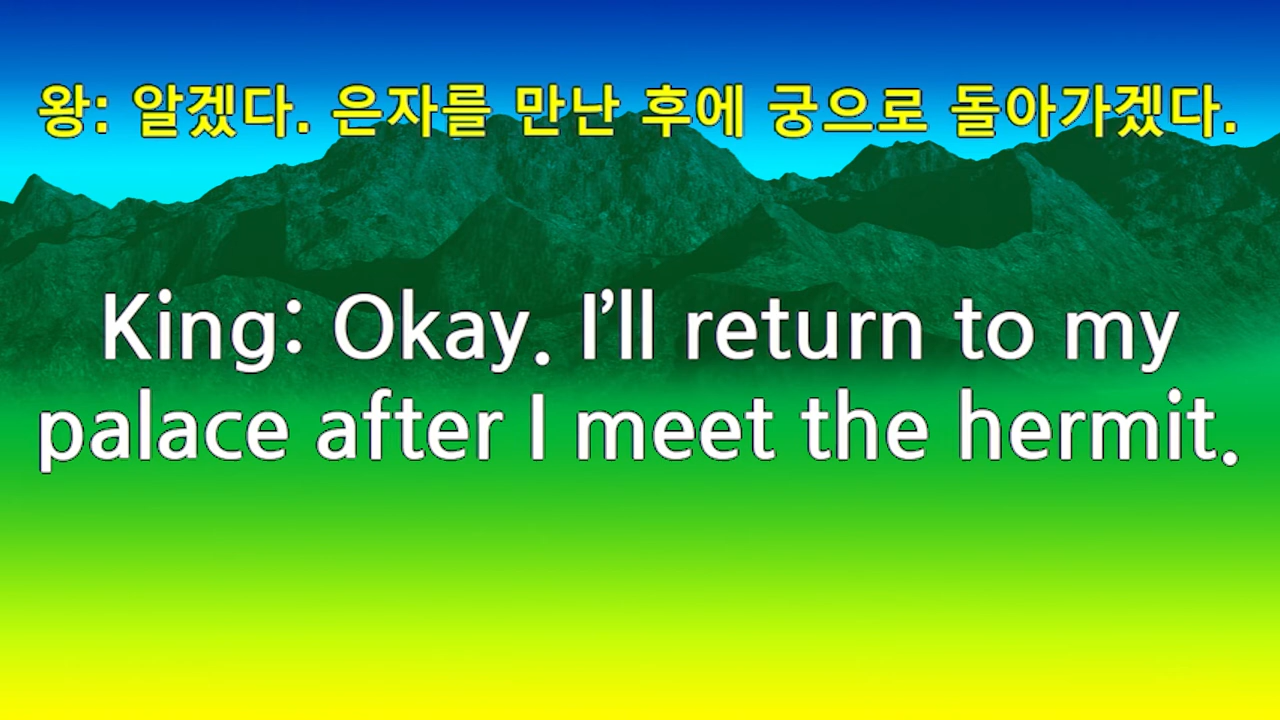 왕: 알겠다. 은자를 만난 후에 궁으로 돌아가겠다.
King: Okay. I’ll return to my
palace after I meet the hermit.